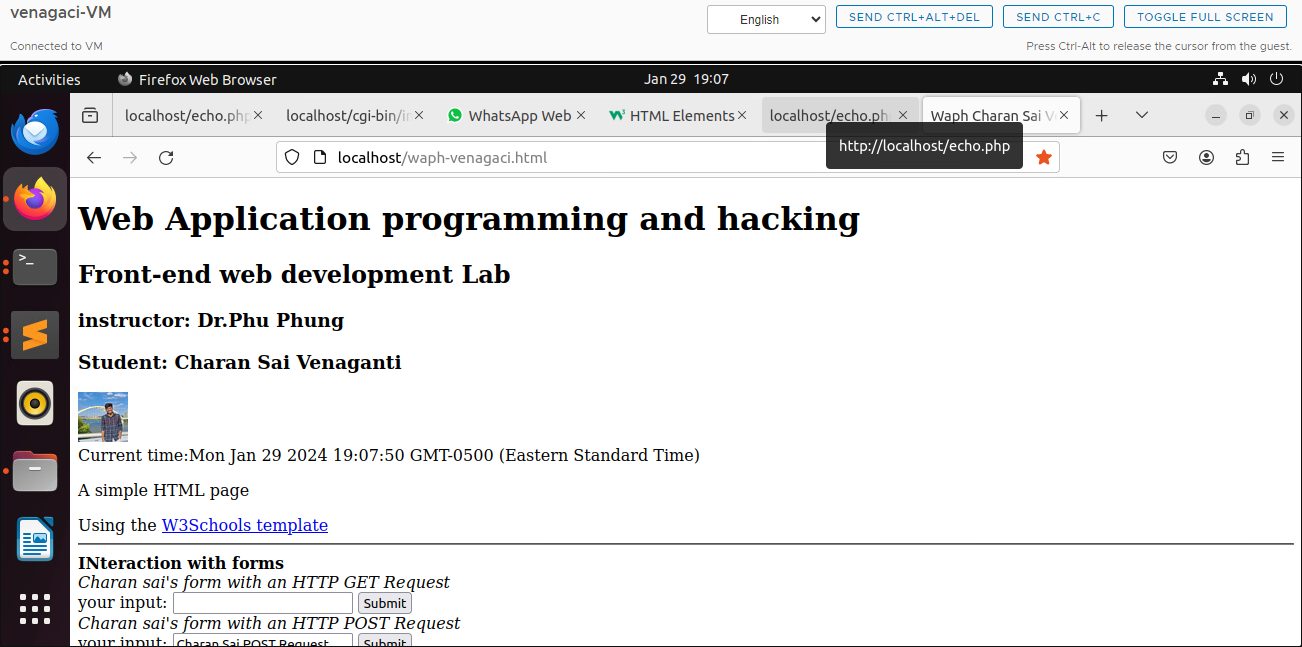 venagaci-VM
English
SEND CTRL+ALT+DEL
SEND CTRL+C
TOGGLE FULL SCREEN
Connected to VM
Press Ctrl-Alt to release the cursor from the guest.
Activities
Firefox Web Browser
Jan 29 19:07
localhost/echo.php
localhost/cgi-bin/in
WhatsApp Web
HTML Elements
localhost/echo.ph
Waph Charan Sai V
localhost/waph-venagaci.html
http://localhost/echo.php
Web Application programming and hacking
Front-end web development Lab
instructor: Dr.Phu Phung
Student: Charan Sai Venaganti
Current time:Mon Jan 29 2024 19:07:50 GMT-0500 (Eastern Standard Time)
A simple HTML page
Using the W3Schools template
INteraction with forms
Charan sai's form with an HTTP GET Request
your input: Submit
Charan sai's form with an HTTP POST Request
your input: Charan Sai POST Request Submit